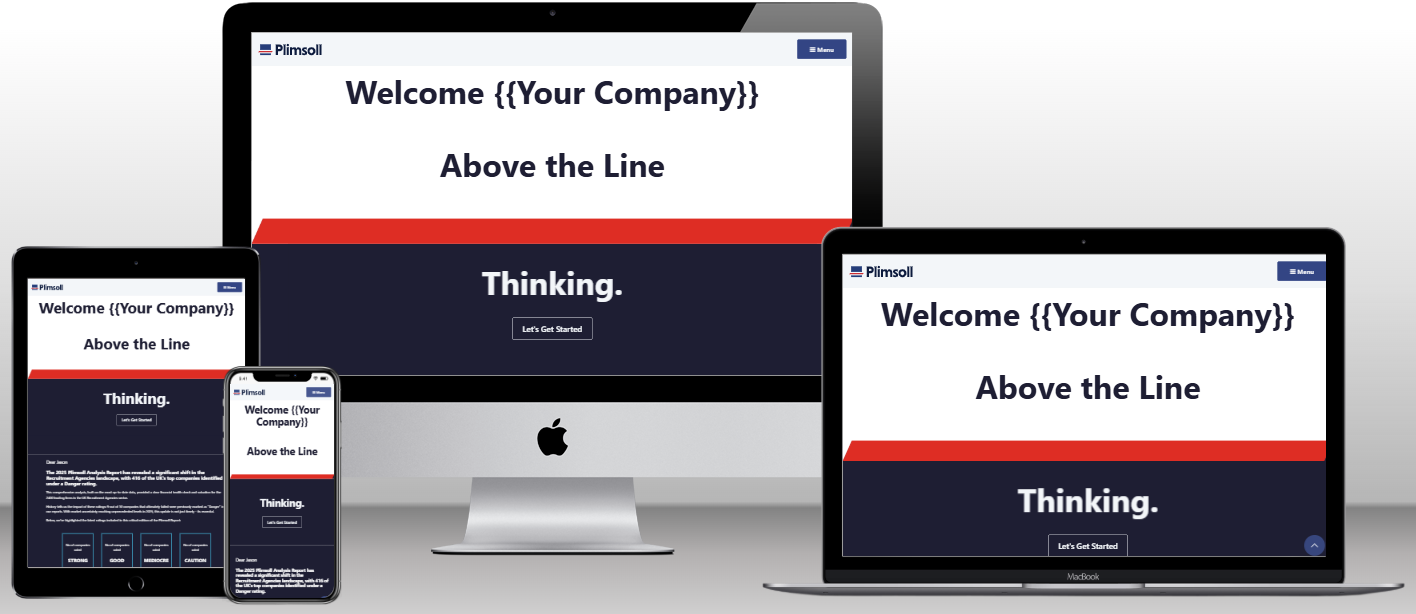 Plimsoll
Menu
Welcome {{Your Company}}
Above the Line
Thinking.
Let's Get Started
Plimsoll
Menu
Welcome {{Your Company}}
Above the Line
Thinking.
Let's Get Started
Dear Jason
The 2025 Plimsoll Analysis Report has revealed a significant shift in the
Recruitment Agencies landscape, with 416 of the UK's top companies identified
under a Danger rating.
STRONG
GOOD
MEDIOCRE
CAUTION
Plimsoll
Menu
Welcome {{Your
Company}}
Above the Line
Thinking.
Let's Get Started
Dear Jason
The 2025 Plimsoll Analysis Report has
revealed a significant shift in the
Recruitment Agencies landscape, with 416 of
the UK's top companies identified under a
Danger rating.
Plimsoll
Menu
Welcome {{Your Company}}
Above the Line
Thinking.
Let's Get Started
MacBook